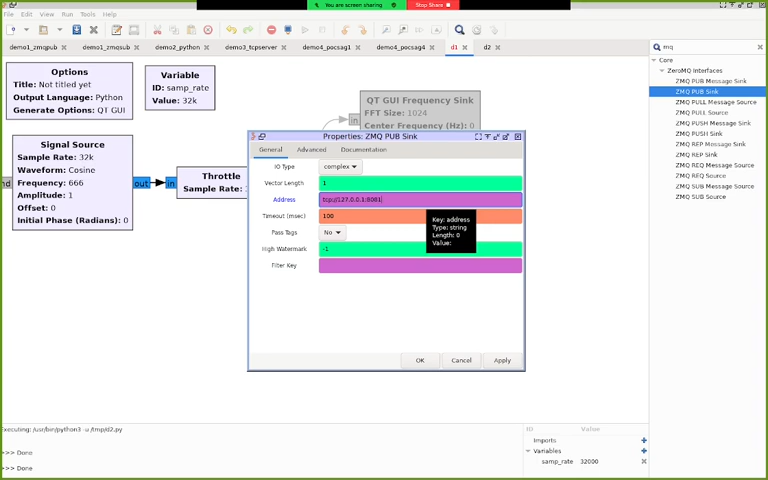 You are screen sharing
Stop Share
File Edit View Run Tools Help
demo1_zmqpub
demo1_zmqsub
demo2_python
demo3_tcpserver
demo4_pocsag1
demo4_pocsag4
d1
d2
mq
Options
Title: Not titled yet
Output Language: Python
Generate Options: QT GUI
Variable
ID: samp_rate
Value: 32k
QT GUI Frequency Sink
FFT Size: 1024
Center Frequency (Hz): 0
in
Signal Source
Sample Rate: 32k
Waveform: Cosine
Frequency: 666
Amplitude: 1
Offset: 0
Initial Phase (Radians): 0
out
in
Throttle
Sample Rate:
Properties: ZMQ PUB Sink
General
Advanced
Documentation
IO Type
complex
Vector Length
1
Address
tcp://127.0.0.1:8081
Timeout (msec)
100
Pass Tags
No
High Watermark
-1
Filter Key
Key: address
Type: string
Length: 0
Value:
OK
Cancel
Apply
Core
ZeroMQ Interfaces
ZMQ PUB Message Sink
ZMQ PUB Sink
ZMQ PULL Message Source
ZMQ PULL Source
ZMQ PUSH Message Sink
ZMQ PUSH Sink
ZMQ REP Message Sink
ZMQ REP Sink
ZMQ REQ Message Source
ZMQ REQ Source
ZMQ SUB Message Source
ZMQ SUB Source
Executing: /usr/bin/python3 -u /tmp/d2.py
>>> Done
>>> Done
ID
Value
Imports
Variables
samp_rate
32000